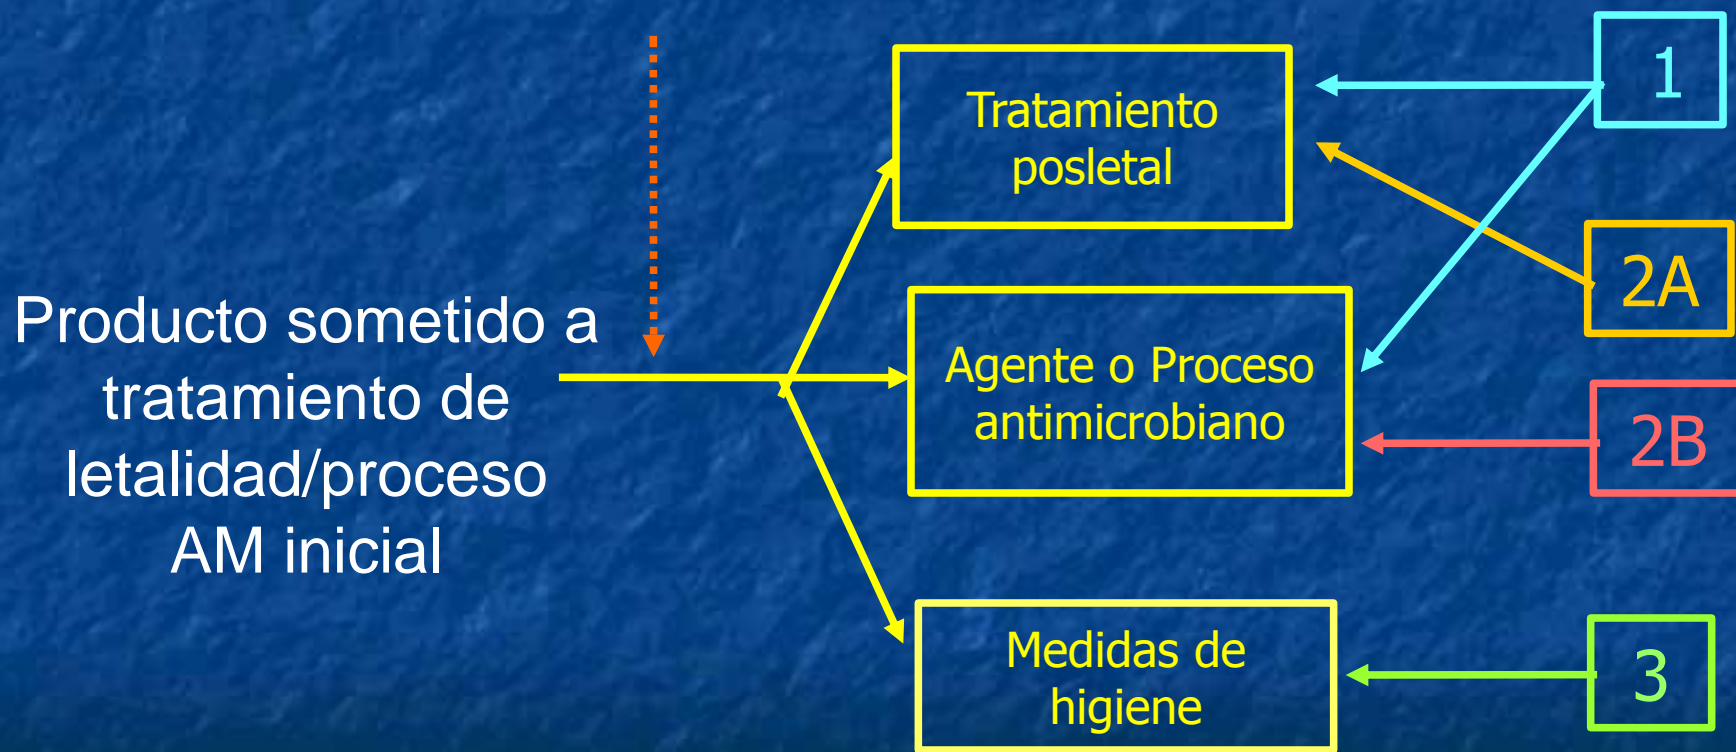 Producto sometido a
tratamiento de
letalidad/proceso
AM inicial
Tratamiento
posletal
Agente o Proceso
antimicrobiano
Medidas de
higiene
1
2A
2B
3